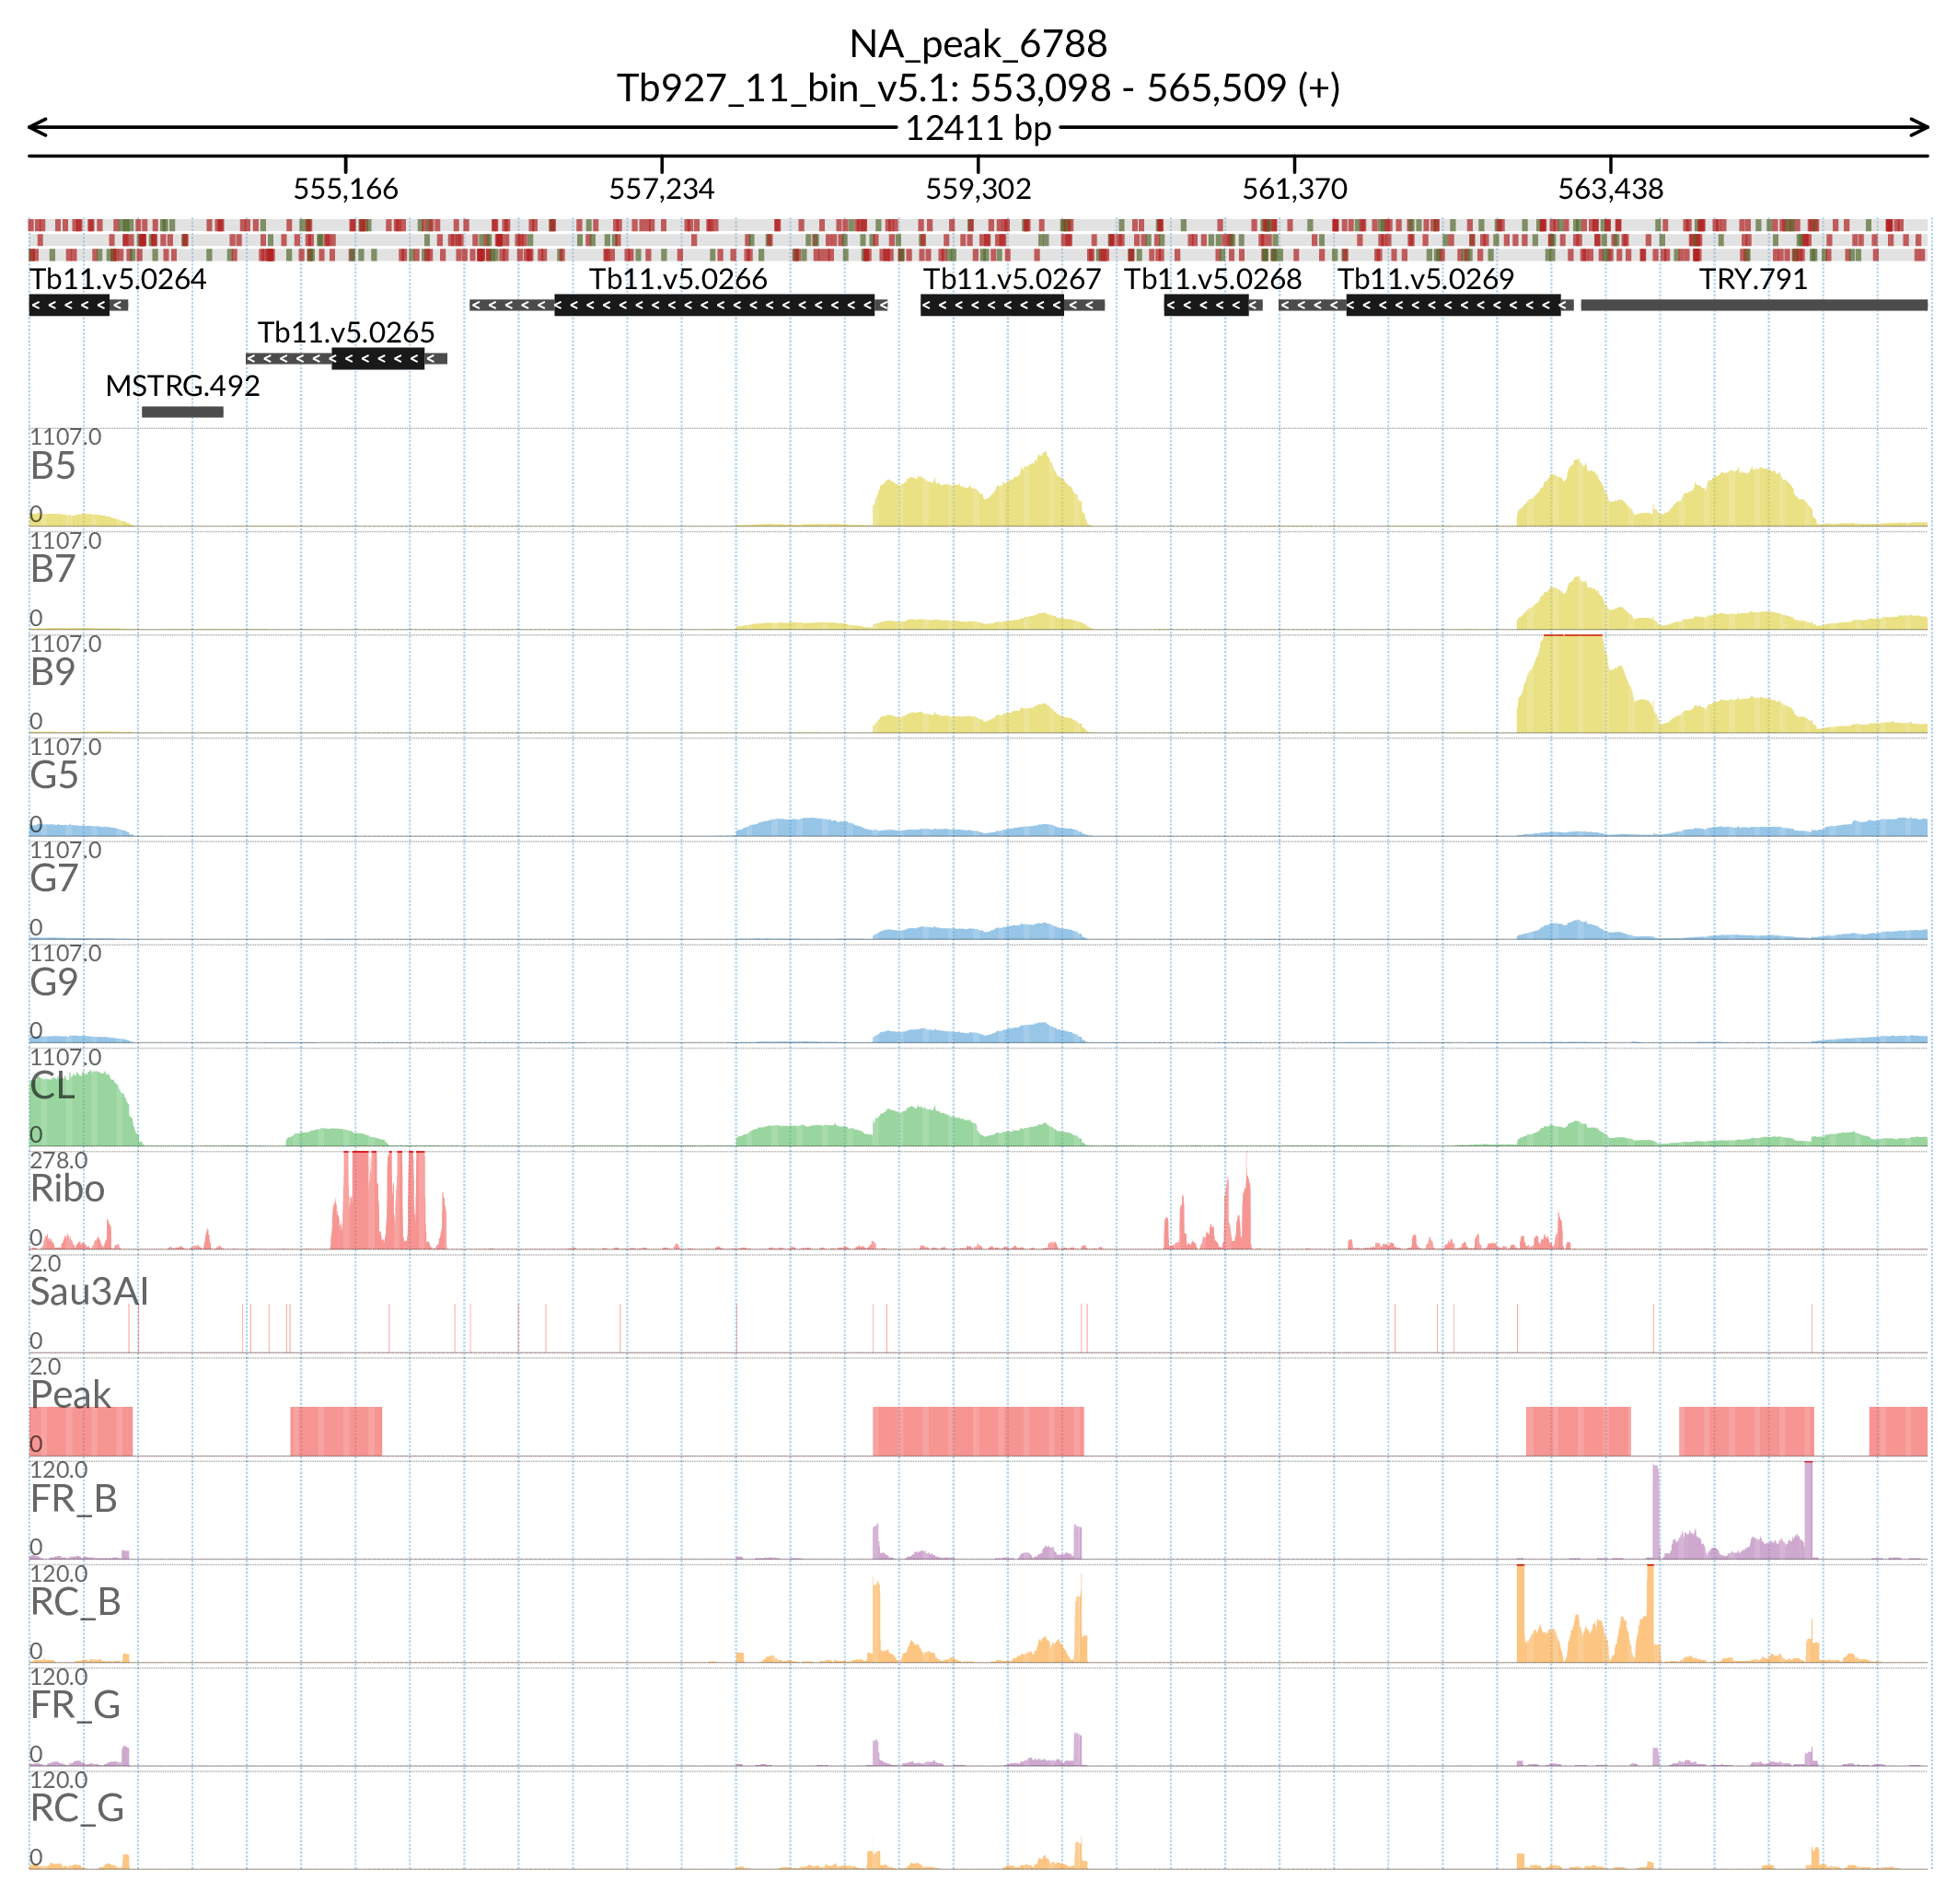 NA_peak_6788
Tb927_11_bin_v5.1: 553,098 - 565,509 (+)
12411 bp
555,166 557,234 559,302 561,370 563,438
Tb11.v5.0264 Tb11.v5.0266 Tb11.v5.0267 Tb11.v5.0268 Tb11.v5.0269 TRY.791
Tb11.v5.0265
MSTRG.492
1107.0
B5
0
1107.0
B7
0
1107.0
B9
0
1107.0
G5
0
1107.0
G7
0
1107.0
G9
0
1107.0
CL
0
278.0
Ribo
0
2.0
Sau3AI
0
2.0
Peak
0
120.0
FR_B
0
120.0
RC_B
0
120.0
FR_G
0
120.0
RC_G
0